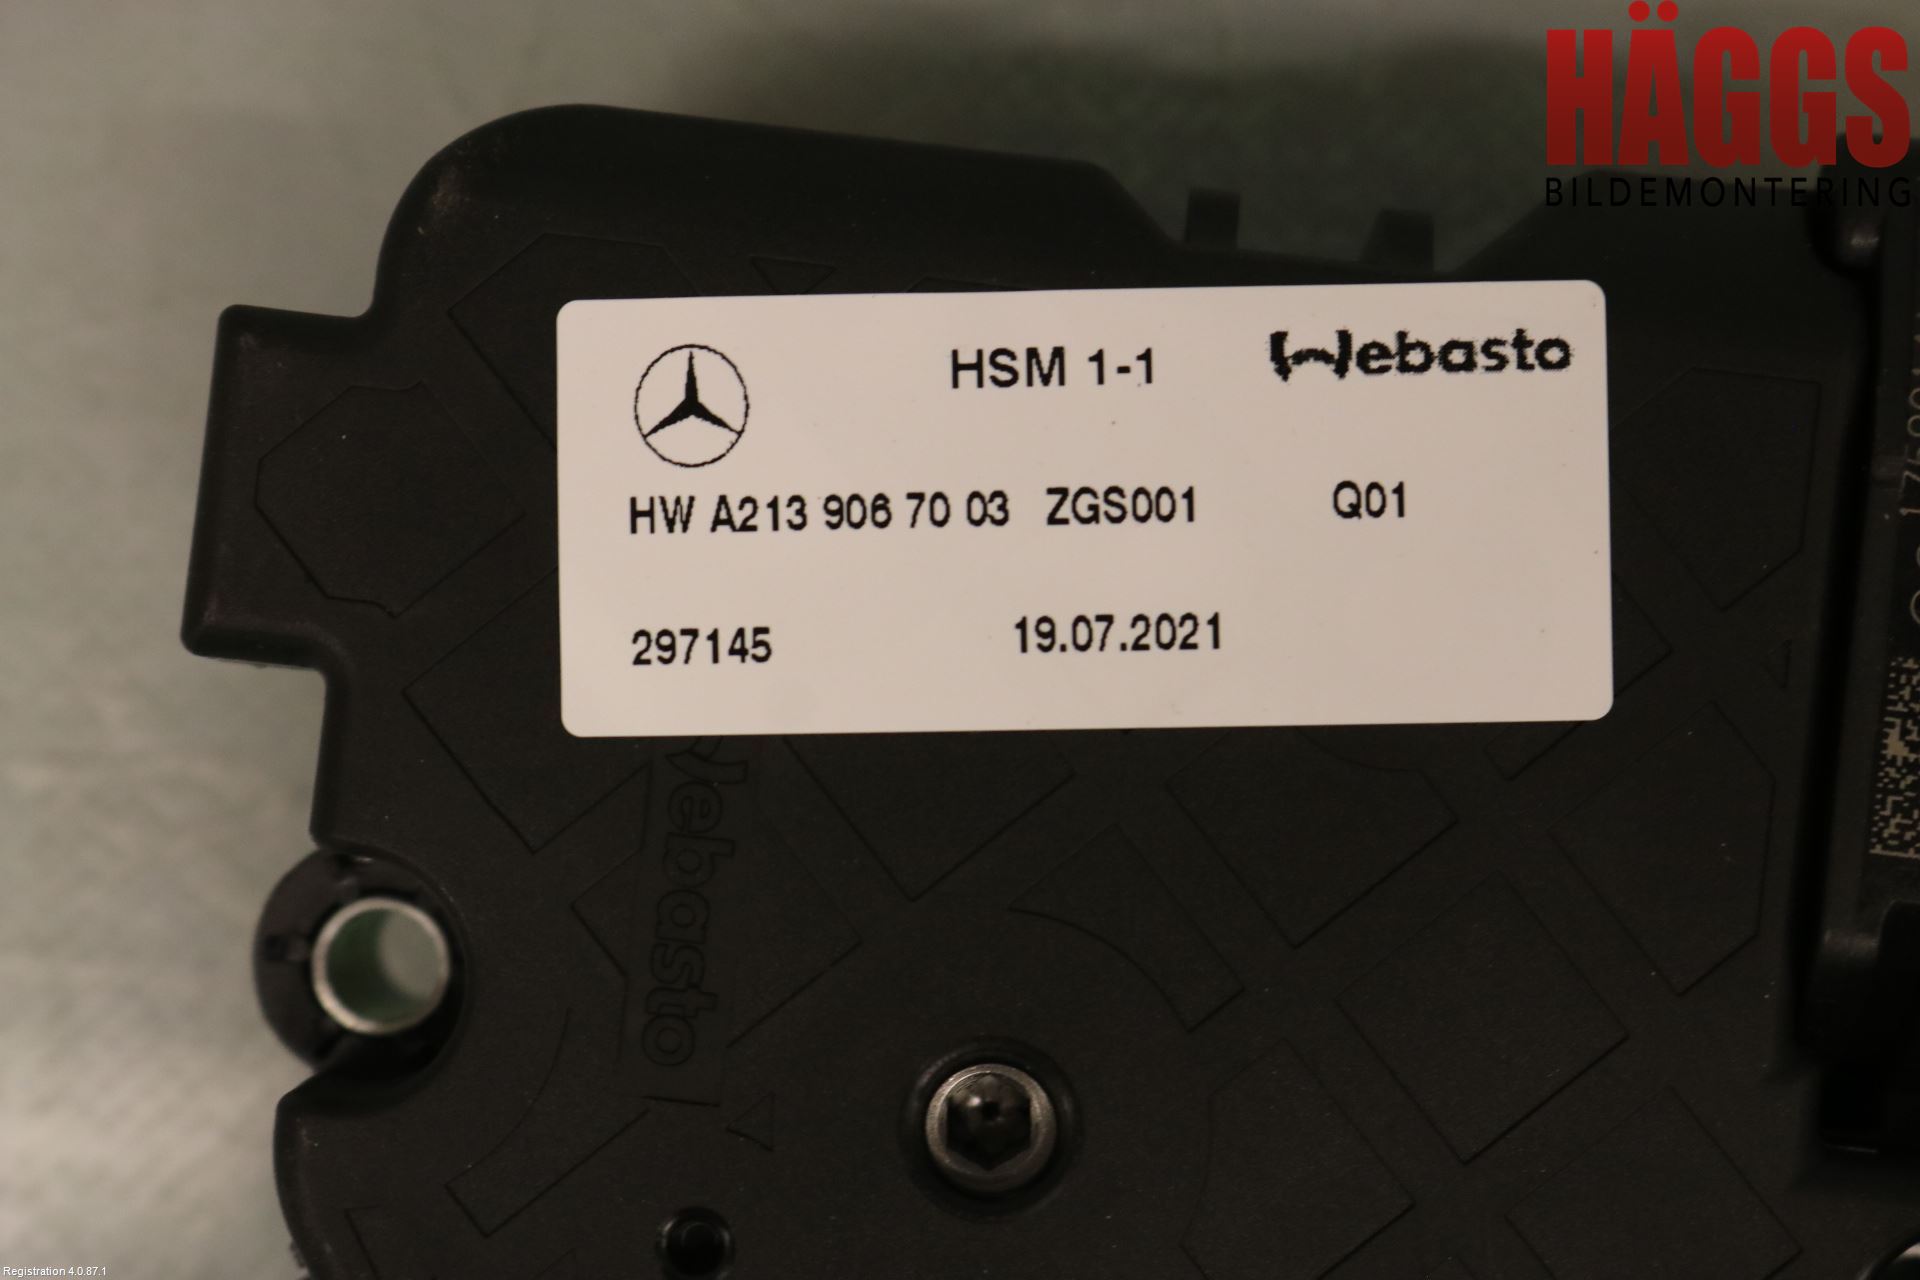 HÄGGS
BILDEMONTERING
HSM 1-1 Webasto
HW A213 906 70 03 ZGS001 Q01
297145 19.07.2021
Webasto
Registration 4.0.87.1